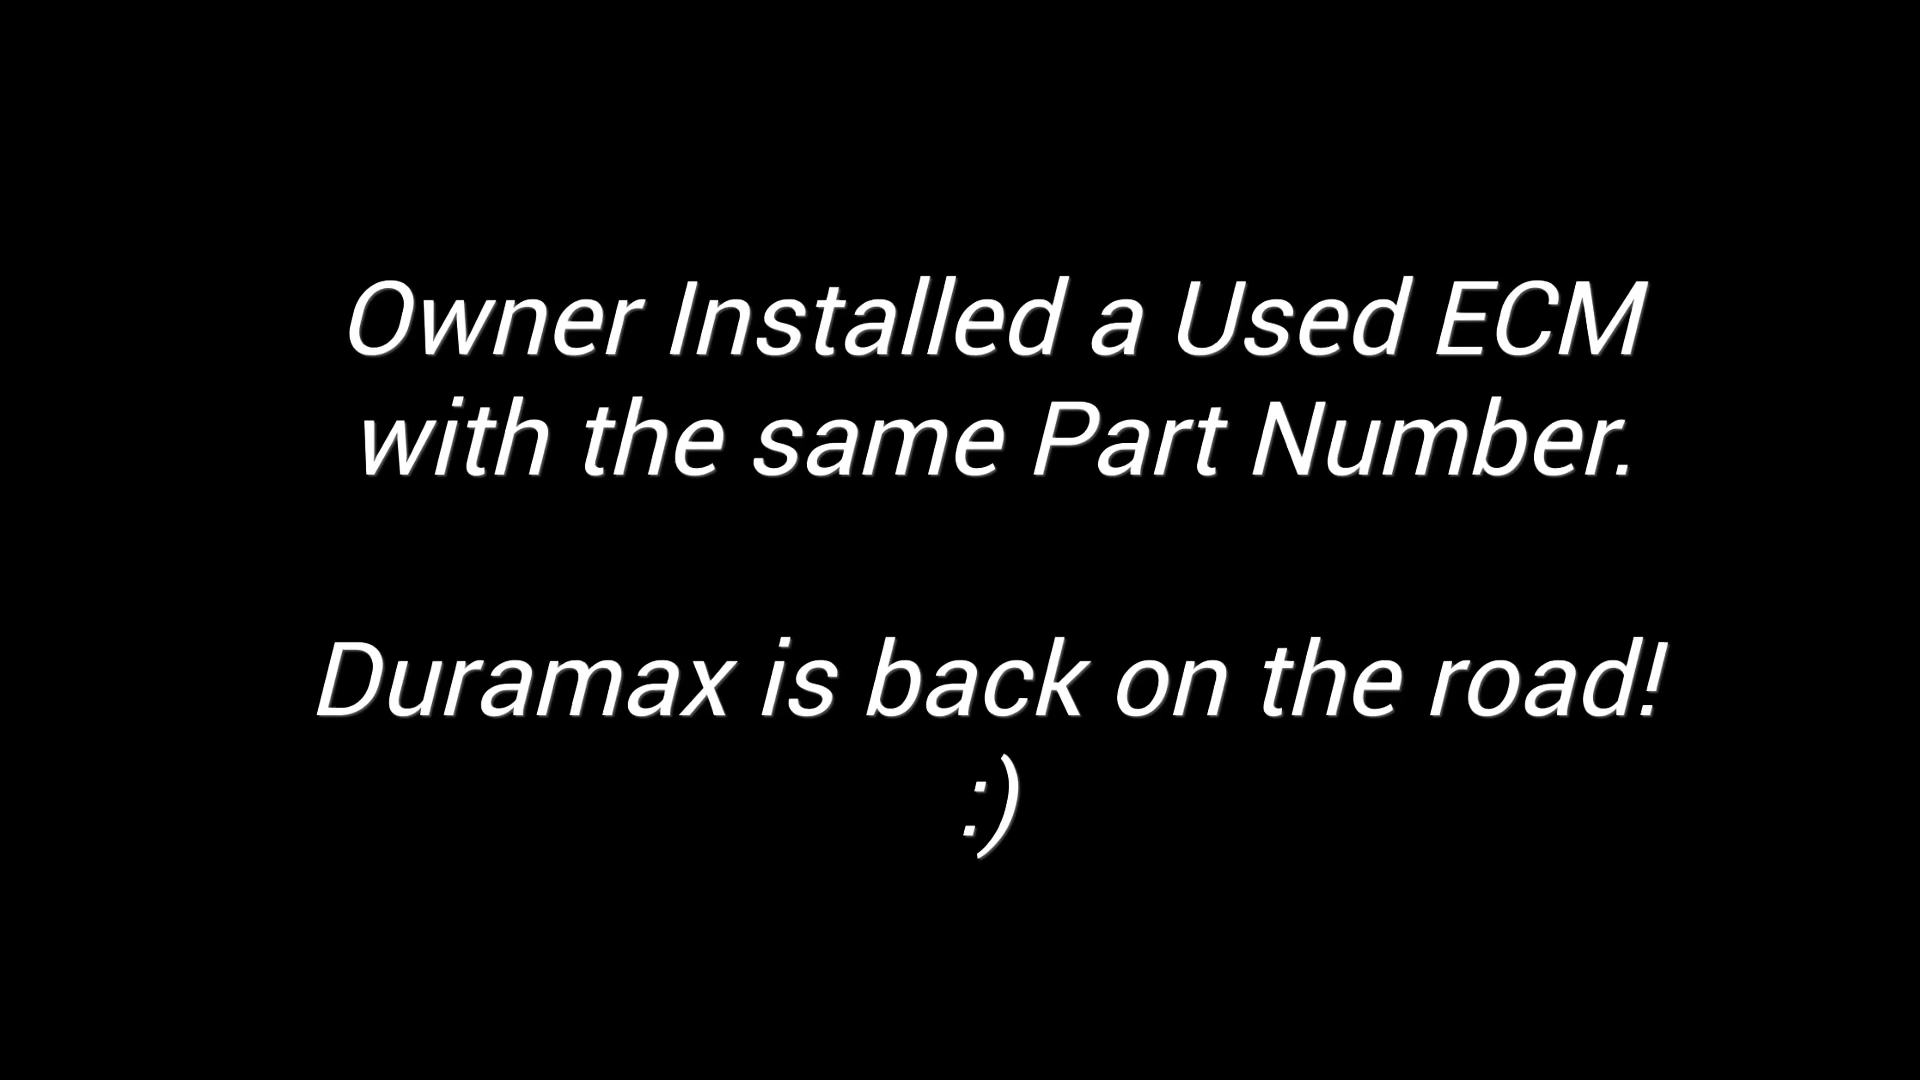 Owner Installed a Used ECM
with the same Part Number.
Duramax is back on the road!
:)